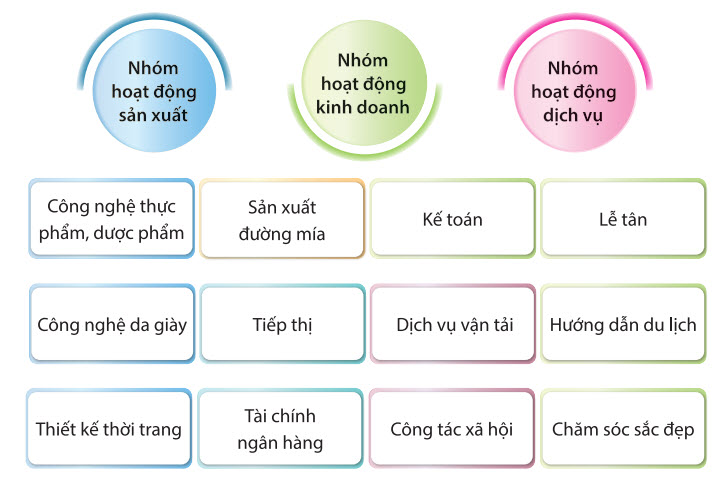 Nhóm
hoạt động
sản xuất
Nhóm
hoạt động
kinh doanh
Nhóm
hoạt động
dịch vụ
Công nghệ thực
phẩm, dược phẩm
Sản xuất
đường mía
Kế toán
Lễ tân
Công nghệ da giày
Tiếp thị
Dịch vụ vận tải
Hướng dẫn du lịch
Thiết kế thời trang
Tài chính
ngân hàng
Công tác xã hội
Chăm sóc sắc đẹp